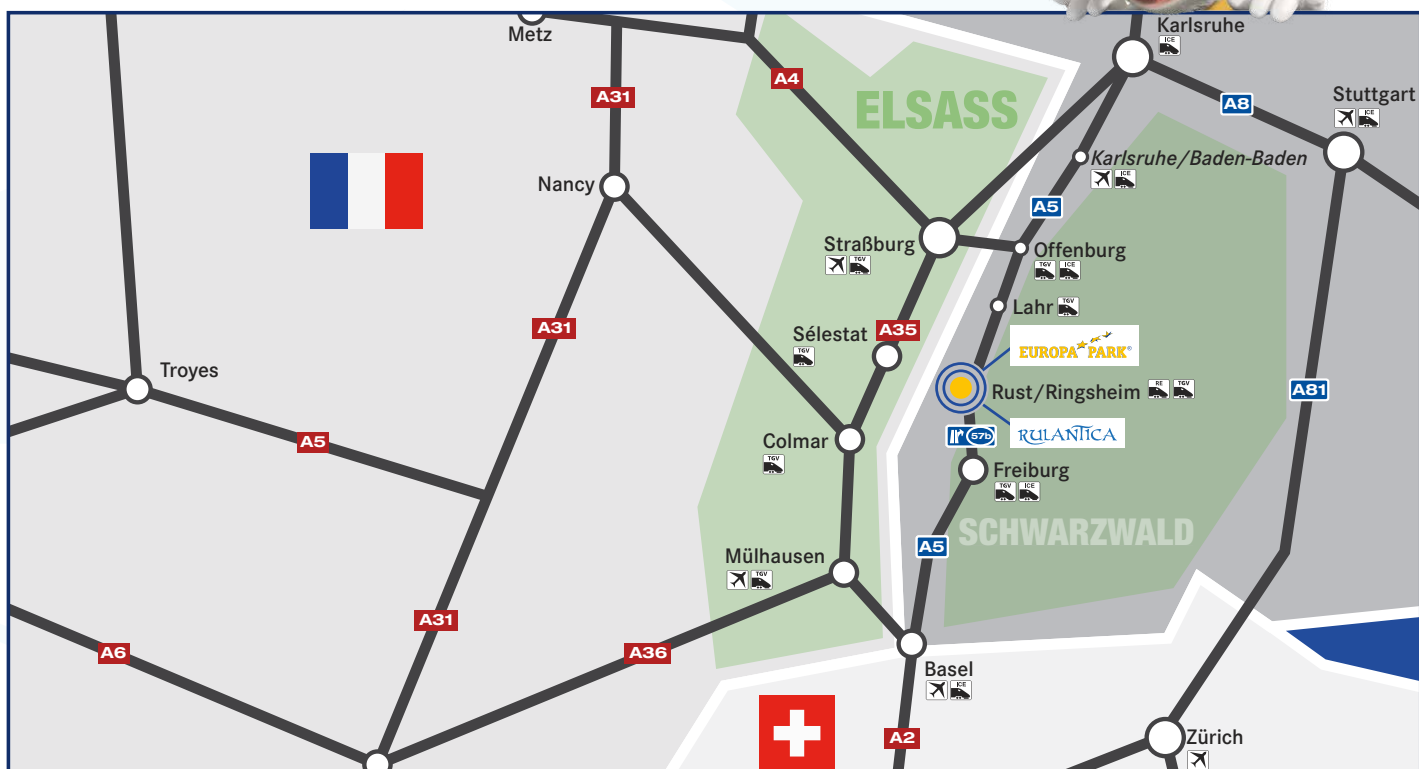 Karlsruhe
ICE
Metz
A4
A31
ELSASS
A8
Stuttgart
ICE
Karlsruhe/Baden-Baden
ICE
Nancy
A5
Straßburg
TGV
Offenburg
TGV ICE
Lahr TGV
A31
Sélestat
TGV
A35
EUROPA PARK®
Troyes
Rust/Ringsheim RE TGV
A81
A5
Colmar
TGV
57b
RULANTICA
Freiburg
TGV ICE
SCHWARZWALD
A5
Mülhausen
TGV
A31
A6
A36
Basel
ICE
A2
Zürich